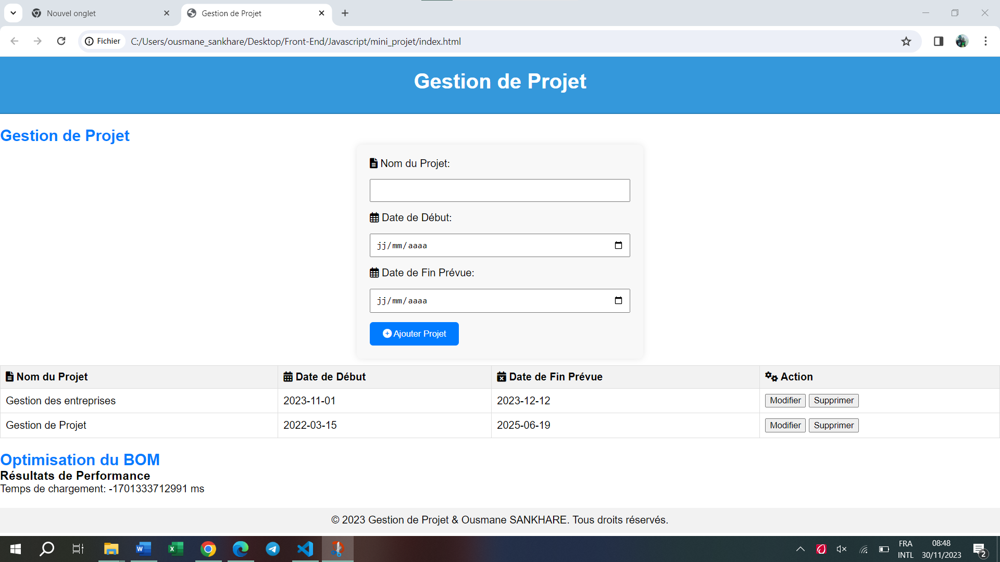 Nouvel onglet
Gestion de Projet
Fichier
C:/Users/ousmane_sankhare/Desktop/Front-End/Javascript/mini_projet/index.html
Gestion de Projet
Gestion de Projet
Nom du Projet:
Date de Début:
jj/mm/aaaa
Date de Fin Prévue:
jj/mm/aaaa
Ajouter Projet
Nom du Projet Date de Début Date de Fin Prévue Action
Gestion des entreprises 2023-11-01 2023-12-12 Modifier Supprimer
Gestion de Projet 2022-03-15 2025-06-19 Modifier Supprimer
Optimisation du BOM
Résultats de Performance
Temps de chargement: -1701333712991 ms
© 2023 Gestion de Projet & Ousmane SANKHARE. Tous droits réservés.
FRA 08:48
INTL 30/11/2023
2